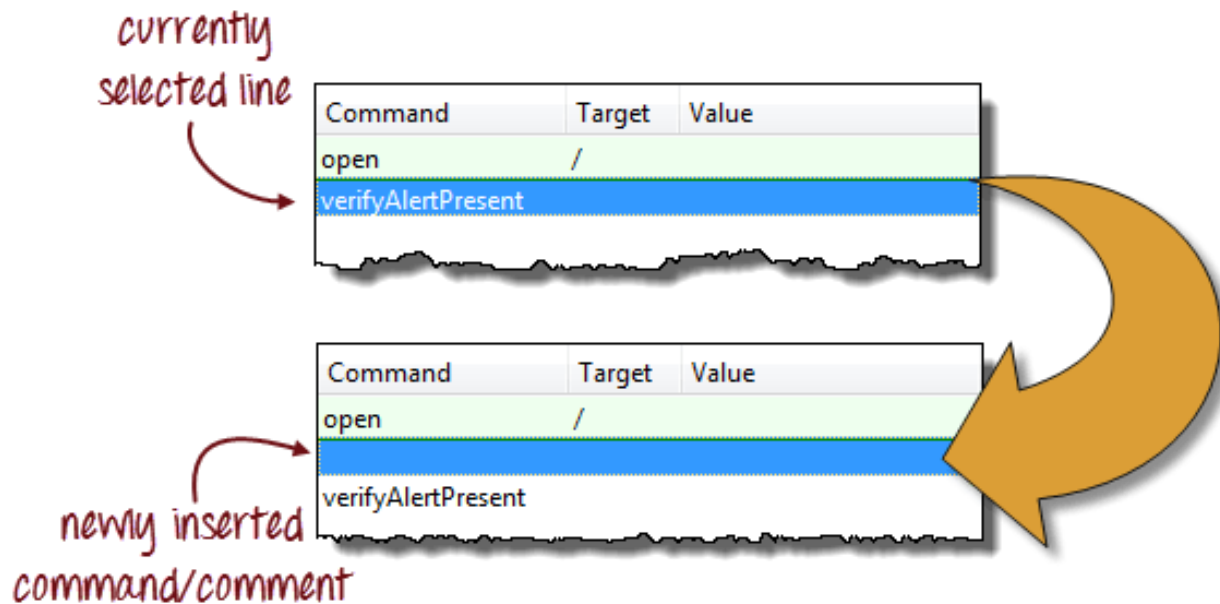 currently
selected line
Command Target Value
open /
verifyAlertPresent
Command Target Value
open /
verifyAlertPresent
newly inserted
command/comment